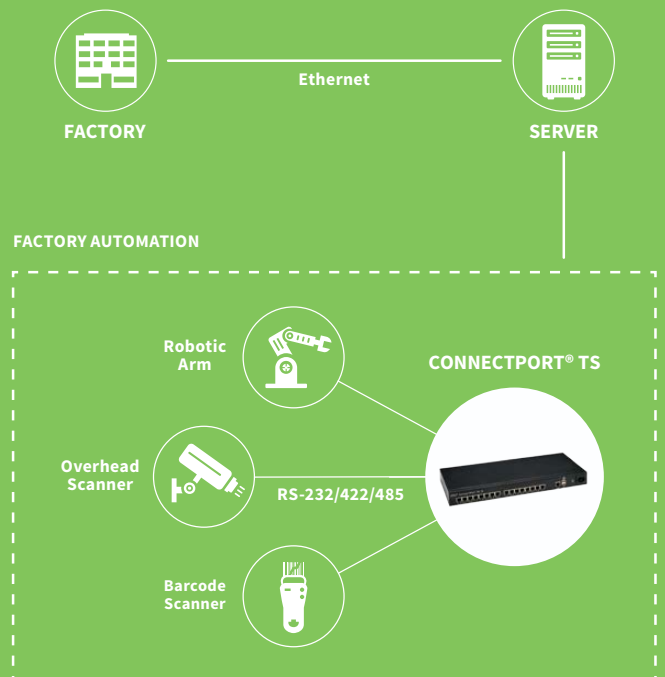 Ethernet
FACTORY
SERVER
FACTORY AUTOMATION
Robotic
Arm
CONNECTPORT® TS
Overhead
Scanner
RS-232/422/485
Barcode
Scanner